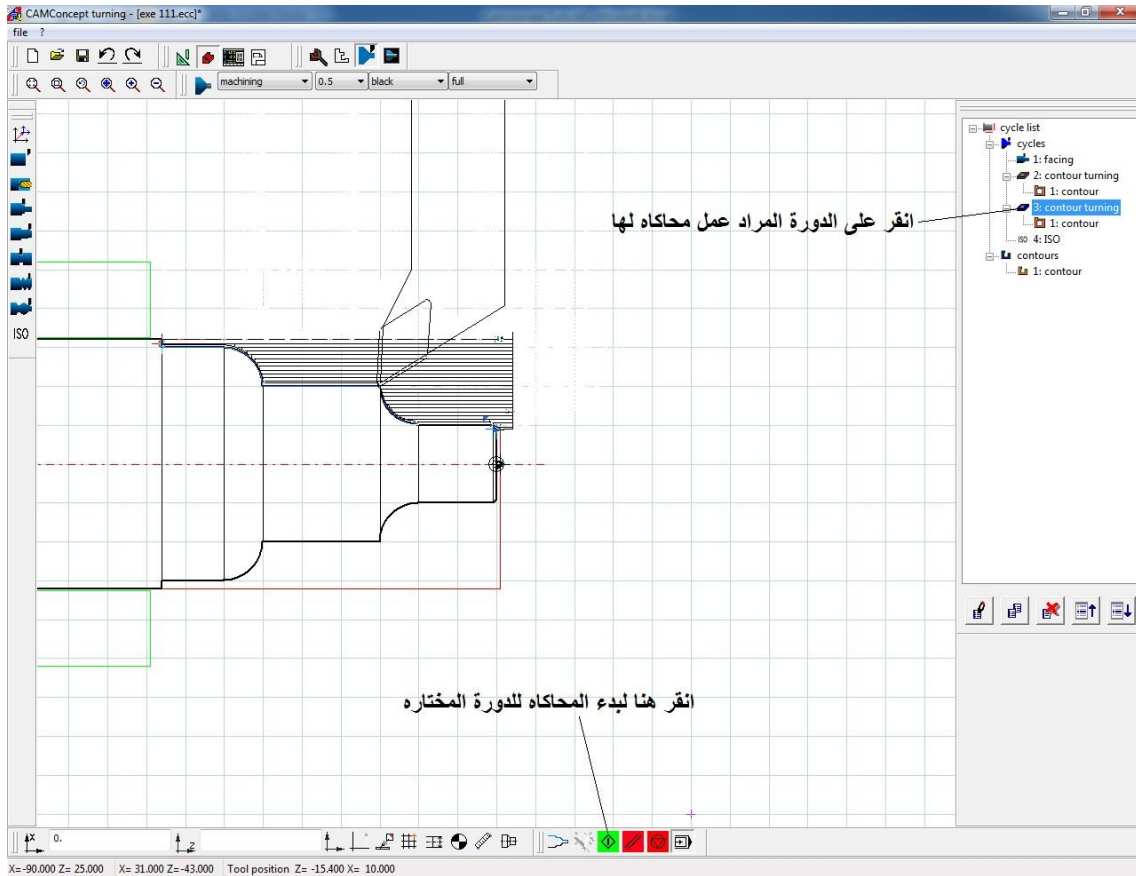 CAMConcept turning - [exe 111.ecc]*
file ?
machining 0.5 black full
cycle list
cycles
1: facing
2: contour turning
1: contour
3: contour turning
1: contour
ISO 4: ISO
contours
1: contour
انقر على الدورة المراد عمل محاكاه لها
ISO
انقر هنا لبدء المحاكاه للدورة المختاره
X 0. Z
X=-90.000 Z= 25.000 X= 31.000 Z=-43.000 Tool position Z= -15.400 X= 10.000